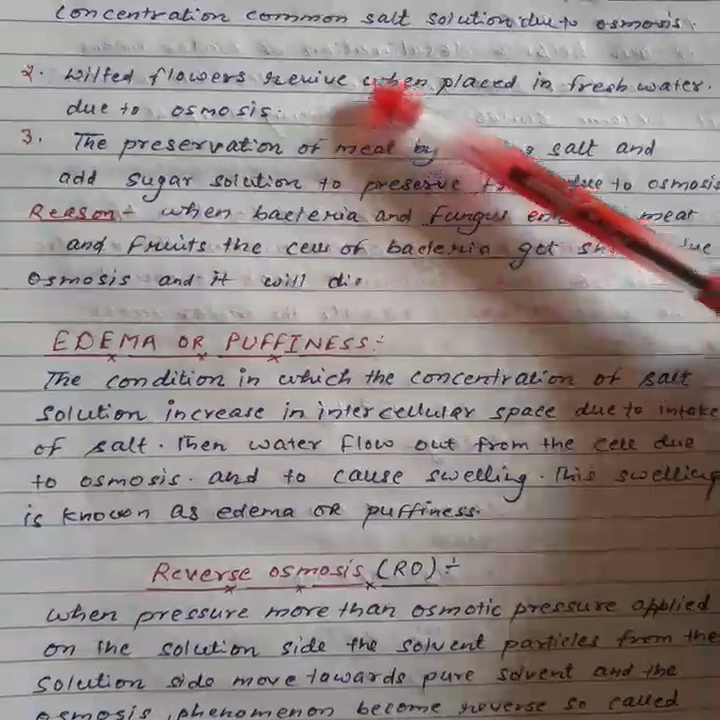 concentration common salt solution due to osmosis.
2. wilted flowers revive when placed in fresh water.
due to osmosis.
3. The preservation of meat by salt and
add sugar solution to preserve due to osmosis
Reason:- when bacteria and fungus meat
and fruits the cell of bacteria get
osmosis and it will
EDEMA OR PUFFINESS:-
The condition in which the concentration of salt
solution increase in intercellular space due to intake
of salt. Then water flow out from the cell due
to osmosis. and to cause swelling. This swelling
is known as edema OR puffiness.
Reverse osmosis (RO):-
when pressure more than osmotic pressure applied
on the solution side the solvent particles from the
solution side move towards pure solvent and the
osmosis phenomenon become reverse so called